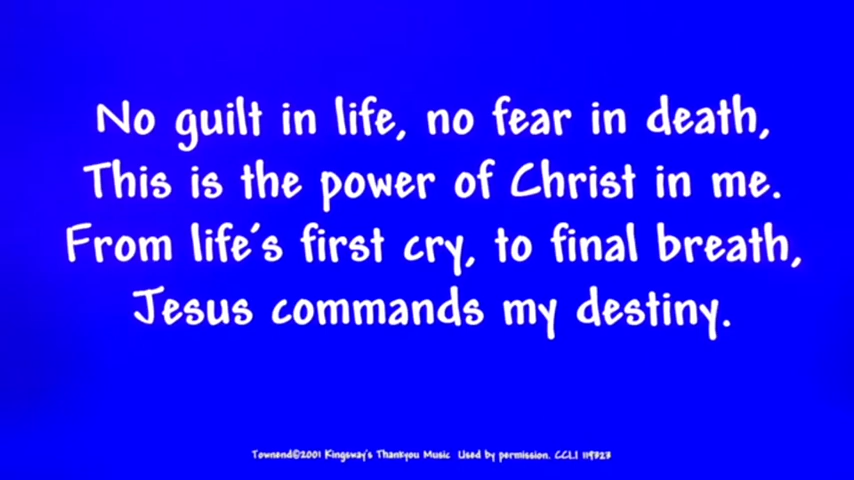 No guilt in life, no fear in death,
This is the power of Christ in me.
From life's first cry, to final breath,
Jesus commands my destiny.
Townend©2001 Kingsway's Thankyou Music Used by permission. CCLI 119723